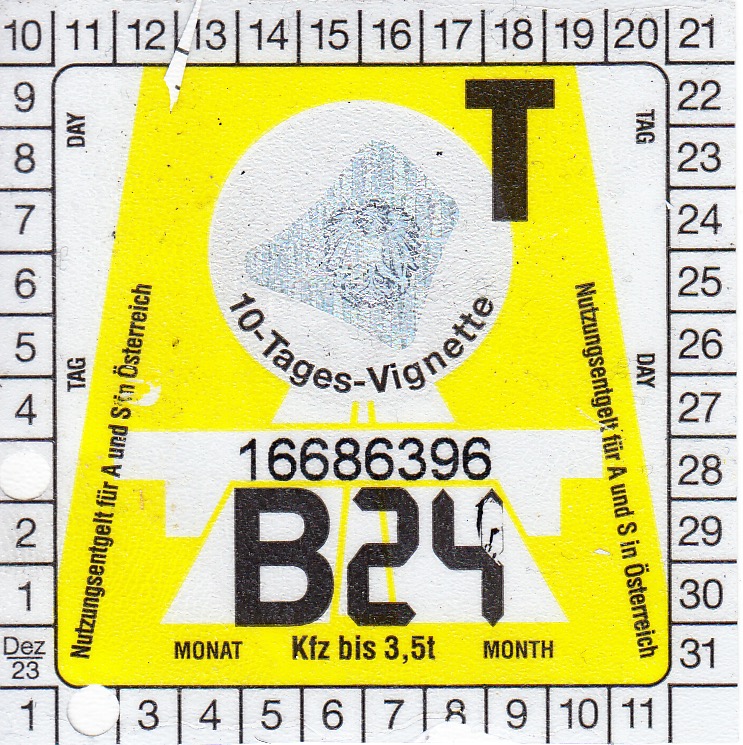 10 11 12 13 14 15 16 17 18 19 20 21
9 22
8 23
7 24
6 25
5 26
4 27
28
2 29
1 30
Dez
23
31
1 3 4 5 6 7 8 9 10 11
DAY
TAG
T
TAG
DAY
Nutzungsentgelt für A und S in Österreich
Nutzungsentgelt für A und S in Österreich
10-Tages-Vignette
16686396
B24
MONAT Kfz bis 3,5t MONTH